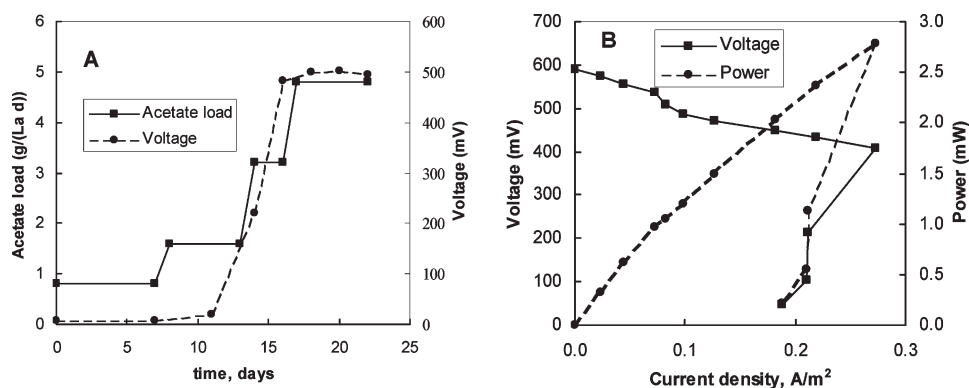 A
Acetate load (g/(La d))
6
5
4
3
2
1
0
Acetate load
Voltage
600
500
400
300
200
100
0
Voltage (mV)
0 5 10 15 20 25
time, days
B
Voltage (mV)
700
600
500
400
300
200
100
0
Voltage
Power
3.0
2.5
2.0
1.5
1.0
0.5
0.0
Power (mW)
0.0 0.1 0.2 0.3
Current density, A/m²